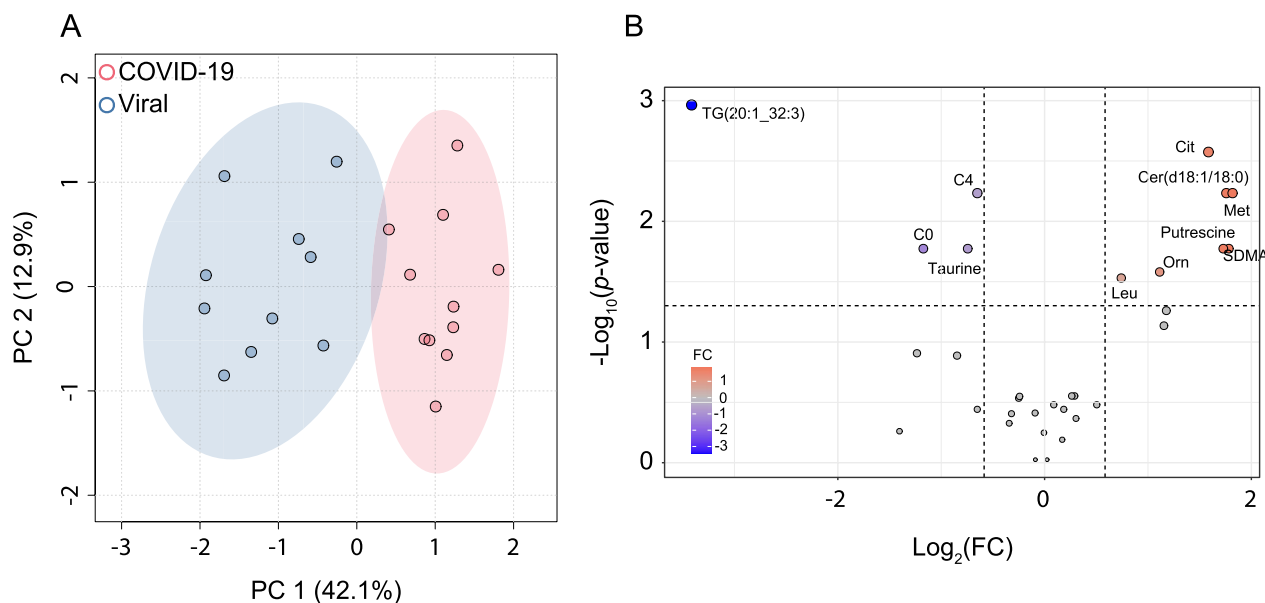 A
COVID-19
Viral
2
1
0
-1
-2
PC 2 (12.9%)
-3
-2
-1
0
1
2
PC 1 (42.1%)
B
3
2
1
0
-Log10(p-value)
TG(20:1_32:3)
Cit
C4
Cer(d18:1/18:0)
Met
C0
Putrescine
Taurine
SDMA
Orn
Leu
FC
1
0
-1
-2
-3
-2
0
2
Log2(FC)